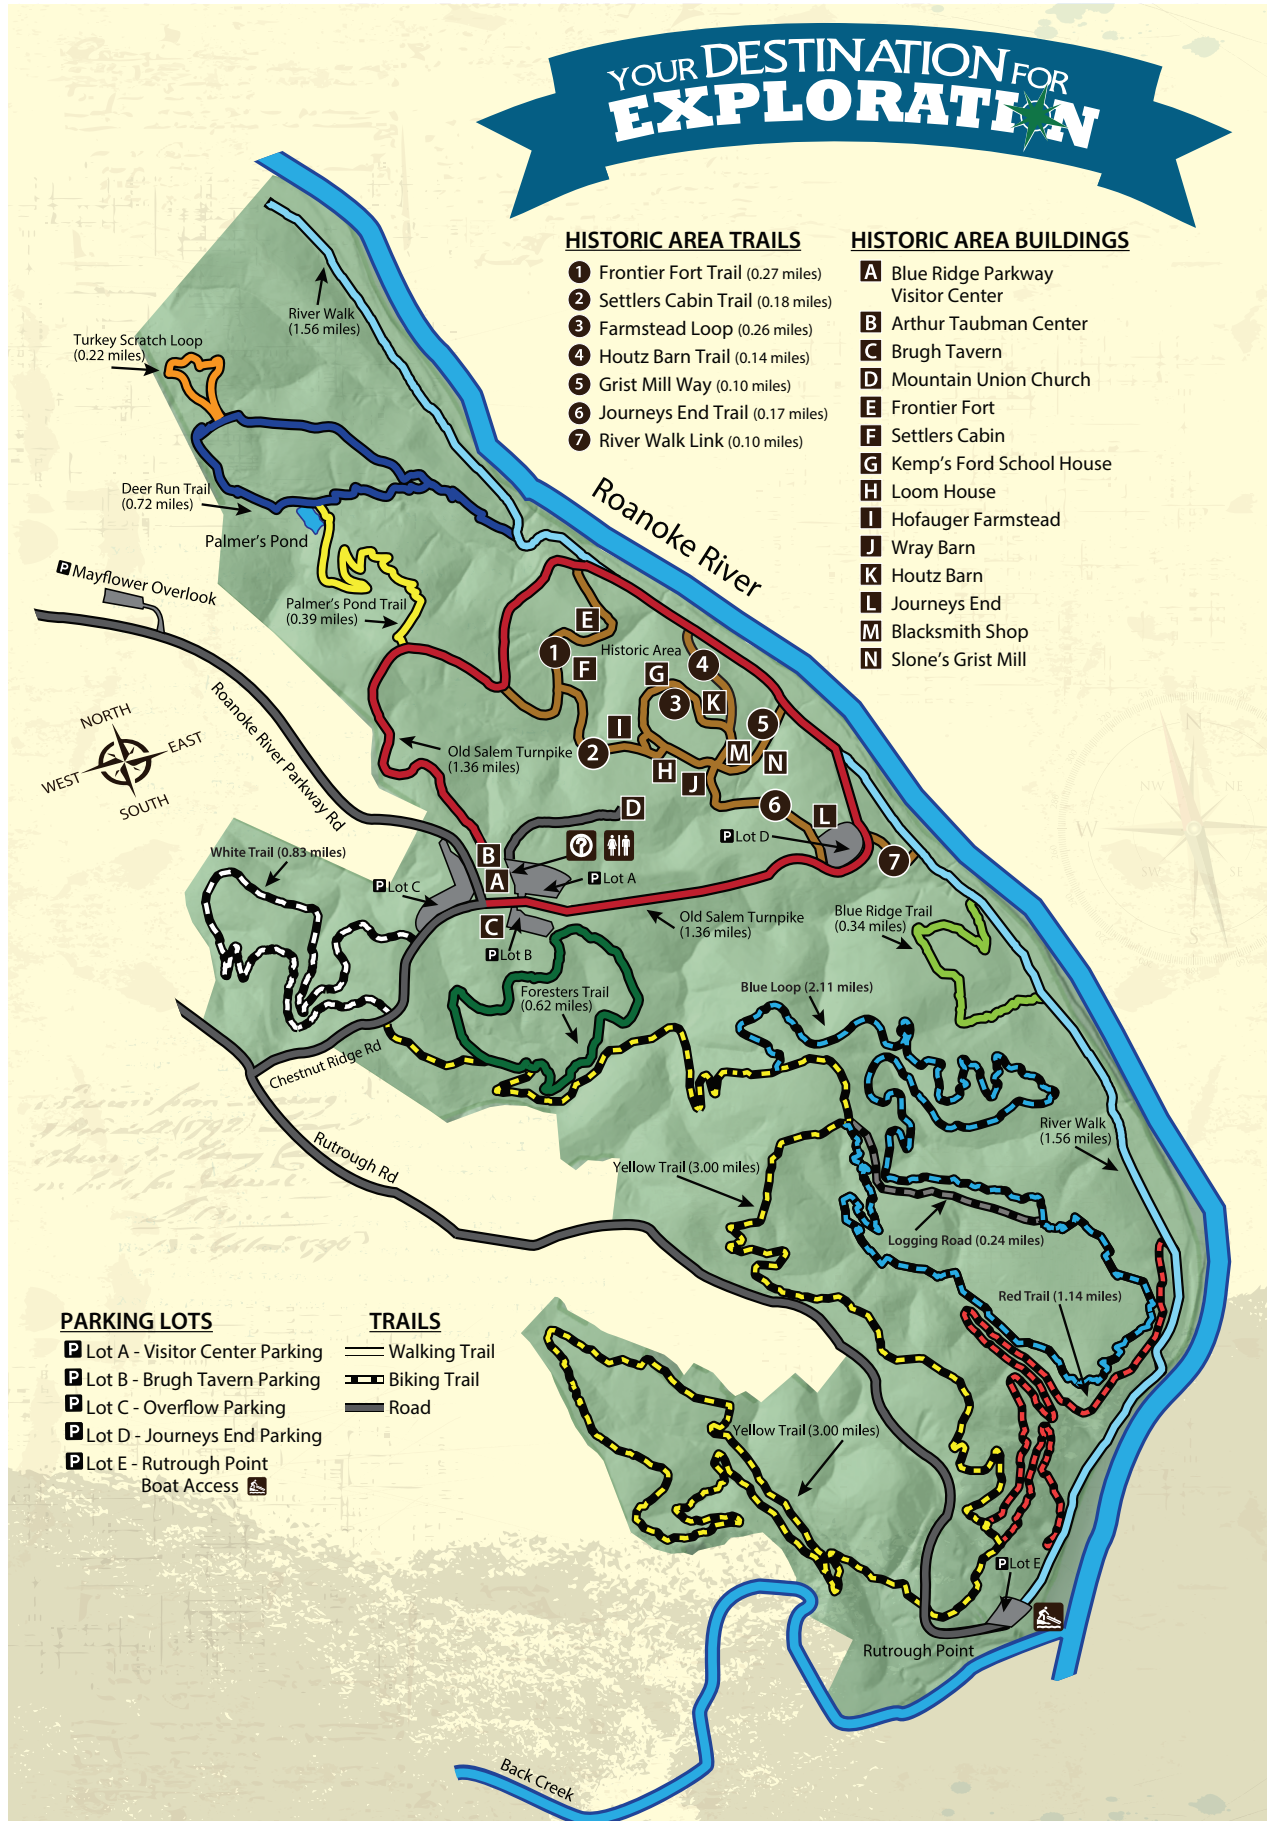 YOUR DESTINATION FOR
EXPLORATION
HISTORIC AREA TRAILS
1 Frontier Fort Trail (0.27 miles)
2 Settlers Cabin Trail (0.18 miles)
3 Farmstead Loop (0.26 miles)
4 Houtz Barn Trail (0.14 miles)
5 Grist Mill Way (0.10 miles)
6 Journeys End Trail (0.17 miles)
7 River Walk Link (0.10 miles)
HISTORIC AREA BUILDINGS
A Blue Ridge Parkway
Visitor Center
B Arthur Taubman Center
C Brugh Tavern
D Mountain Union Church
E Frontier Fort
F Settlers Cabin
G Kemp's Ford School House
H Loom House
I Hofauger Farmstead
J Wray Barn
K Houtz Barn
L Journeys End
M Blacksmith Shop
N Slone's Grist Mill
River Walk
(1.56 miles)
Turkey Scratch Loop
(0.22 miles)
Deer Run Trail
(0.72 miles)
Palmer's Pond
Roanoke River
P Mayflower Overlook
Palmer's Pond Trail
(0.39 miles)
E
1
Historic Area
F
G
4
3
K
I
5
2
M
N
H
J
Roanoke River Parkway Rd
Old Salem Turnpike
(1.36 miles)
NORTH
EAST
WEST
SOUTH
N
NW
NE
W
E
SW
SE
S
D
6
L
P Lot D
?
B
A
7
White Trail (0.83 miles)
P Lot C
P Lot A
C
P Lot B
Old Salem Turnpike
(1.36 miles)
Blue Ridge Trail
(0.34 miles)
Foresters Trail
(0.62 miles)
Blue Loop (2.11 miles)
Chestnut Ridge Rd
Rutrough Rd
River Walk
(1.56 miles)
Yellow Trail (3.00 miles)
Logging Road (0.24 miles)
Red Trail (1.14 miles)
PARKING LOTS
P Lot A - Visitor Center Parking
P Lot B - Brugh Tavern Parking
P Lot C - Overflow Parking
P Lot D - Journeys End Parking
P Lot E - Rutrough Point
Boat Access
TRAILS
Walking Trail
Biking Trail
Road
Yellow Trail (3.00 miles)
P Lot E
Rutrough Point
Back Creek